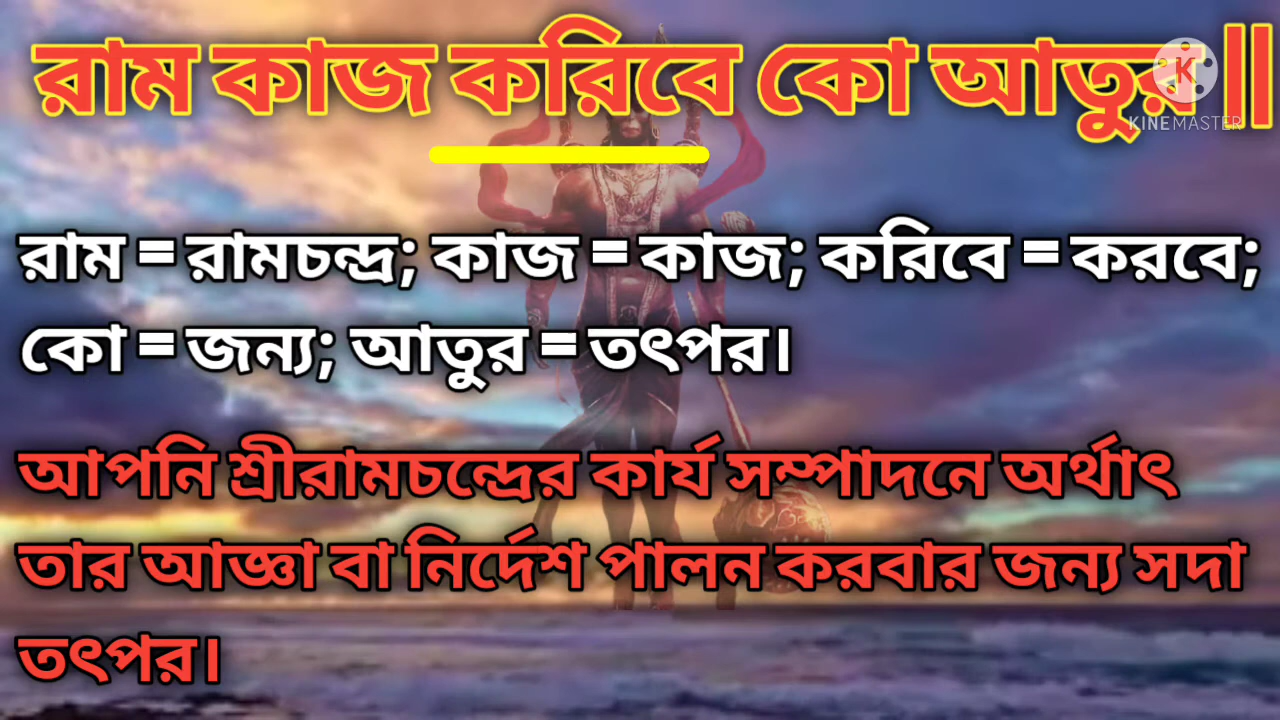 রাম কাজ করিবে কো আতুর ||
KINEMASTER
রাম = রামচন্দ্র; কাজ = কাজ; করিবে = করবে;
কো = জন্য; আতুর = তৎপর।
আপনি শ্রীরামচন্দ্রের কার্য সম্পাদনে অর্থাৎ
তার আজ্ঞা বা নির্দেশ পালন করবার জন্য সদা
তৎপর।